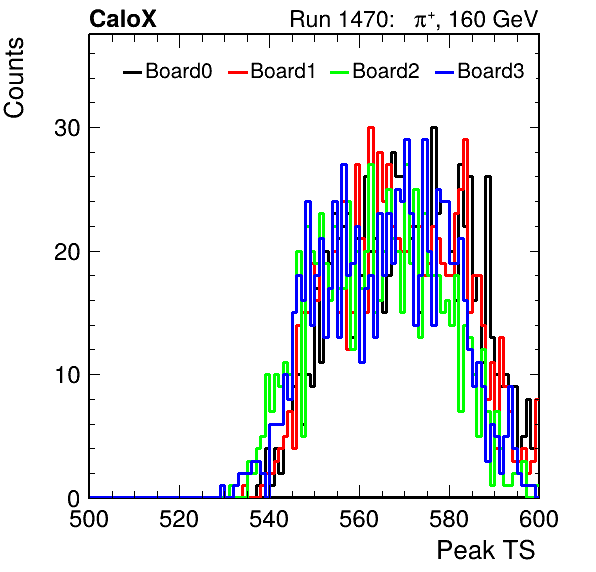 CaloX Run 1470: π⁺, 160 GeV
Counts
Board0 Board1 Board2 Board3
30
20
10
0
500 520 540 560 580 600
Peak TS